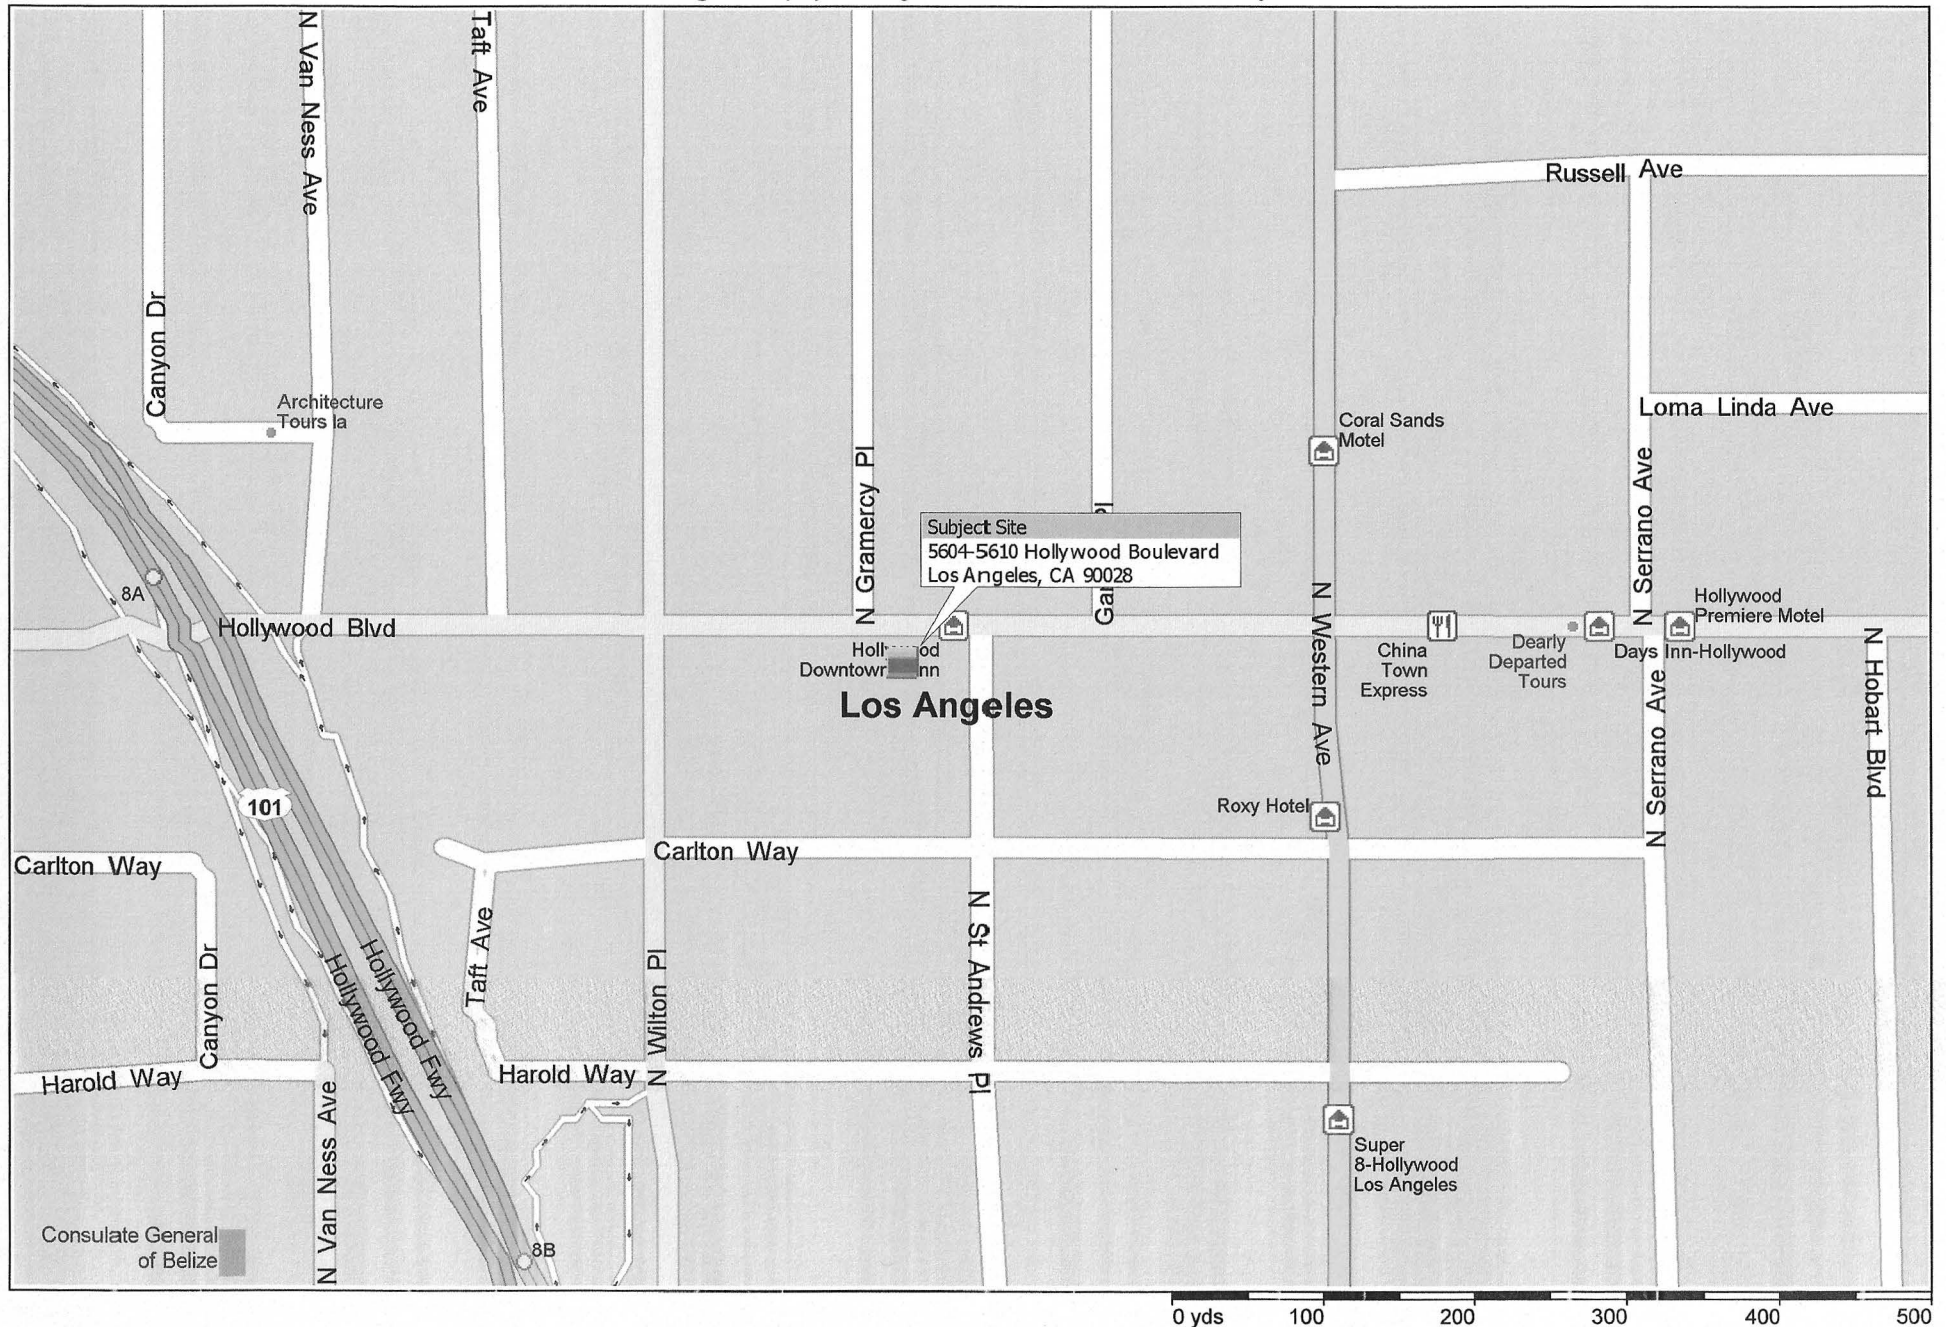 N Van Ness Ave
Taft Ave
Russell Ave
Canyon Dr
Architecture
Tours la
Loma Linda Ave
Coral Sands
Motel
N Gramercy Pl
N Serrano Ave
Subject Site
5604-5610 Hollywood Boulevard
Los Angeles, CA 90028
8A
Hollywood Blvd
N Western Ave
Hollywood
Premiere Motel
Downtown
China
Town
Express
Dearly
Departed
Tours
Days Inn-Hollywood
N Hobart Blvd
Los Angeles
N Serrano Ave
101
Roxy Hotel
Carlton Way
Carlton Way
Canyon Dr
Hollywood Fwy
Hollywood Fwy
Taft Ave
N Wilton Pl
N St Andrews Pl
Harold Way
Harold Way
N Van Ness Ave
Super
8-Hollywood
Los Angeles
Consulate General
of Belize
8B
0 yds 100 200 300 400 500